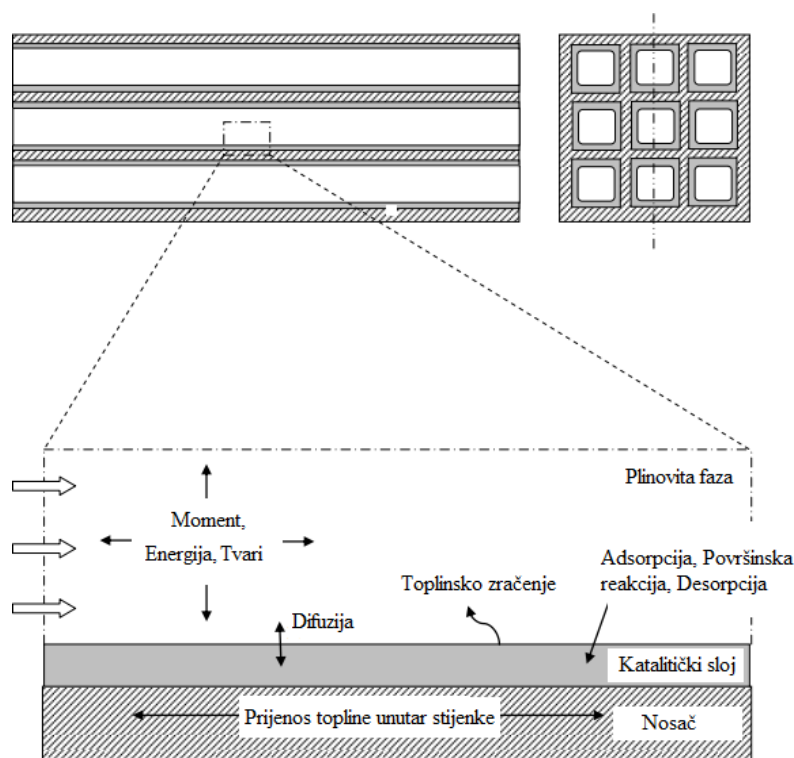 Plinovita faza
Moment,
Energija, Tvari
Adsorpcija, Površinska
reakcija, Desorpcija
Toplinsko zračenje
Difuzija
Katalitički sloj
Prijenos topline unutar stijenke
Nosač